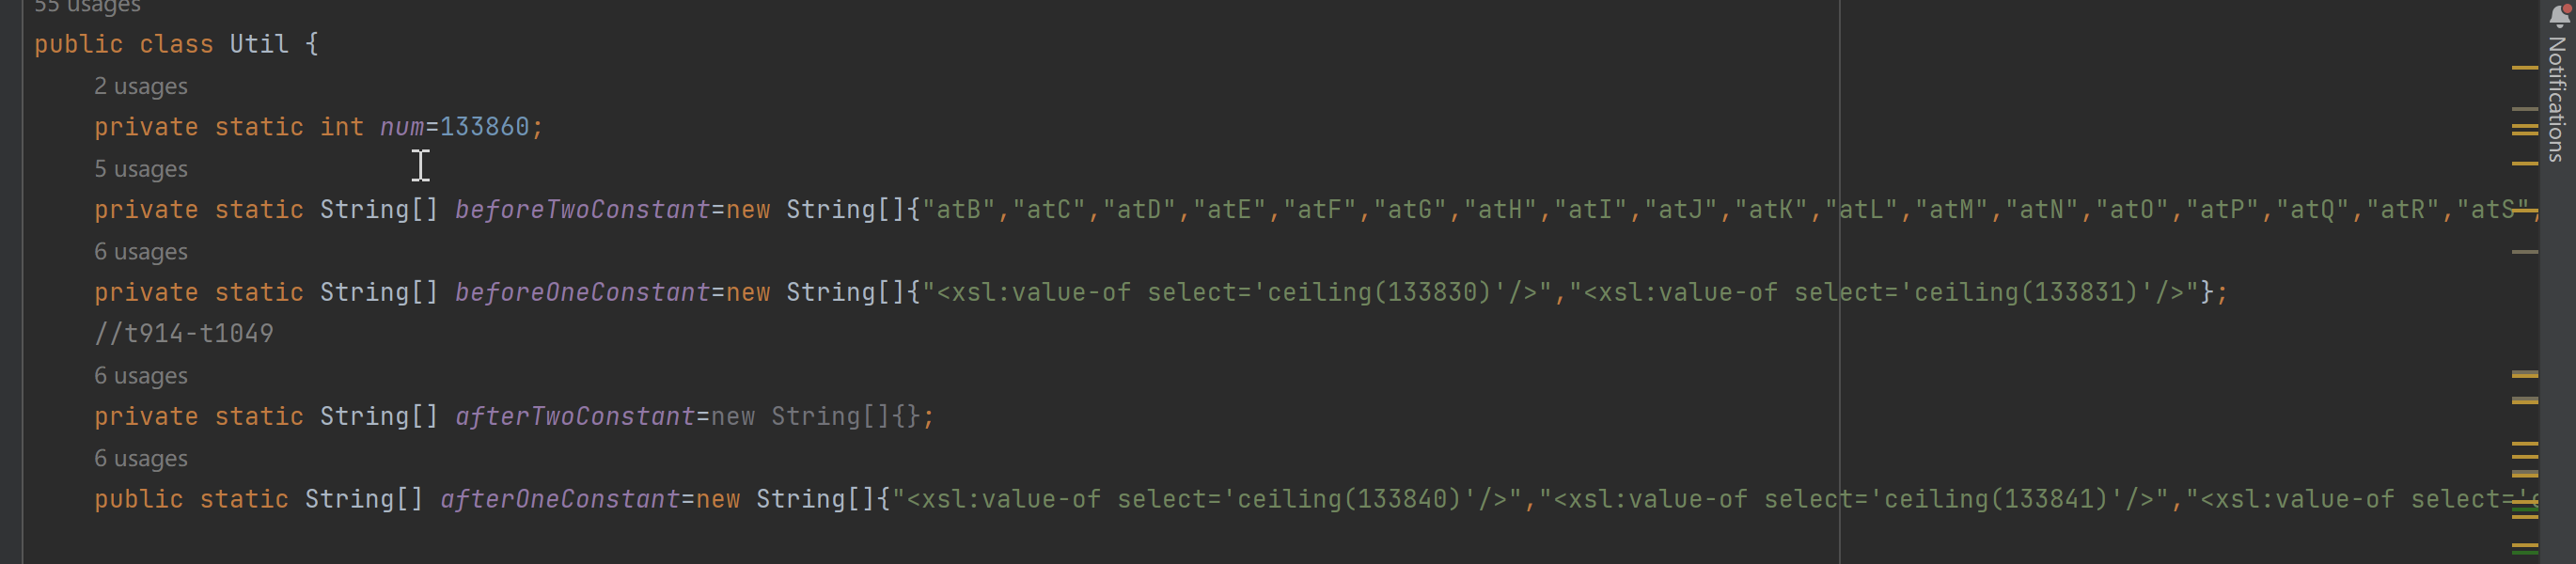 55 usages
public class Util {
2 usages
private static int num=133860;
5 usages
private static String[] beforeTwoConstant=new String[]{"atB","atC","atD","atE","atF","atG","atH","atI","atJ","atK","atL","atM","atN","atO","atP","atQ","atR","atS",
6 usages
private static String[] beforeOneConstant=new String[]{"<xsl:value-of select='ceiling(133830)'/>","<xsl:value-of select='ceiling(133831)'/>"};
//t914-t1049
6 usages
private static String[] afterTwoConstant=new String[]{};
6 usages
public static String[] afterOneConstant=new String[]{"<xsl:value-of select='ceiling(133840)'/>","<xsl:value-of select='ceiling(133841)'/>","<xsl:value-of select='c
Notifications